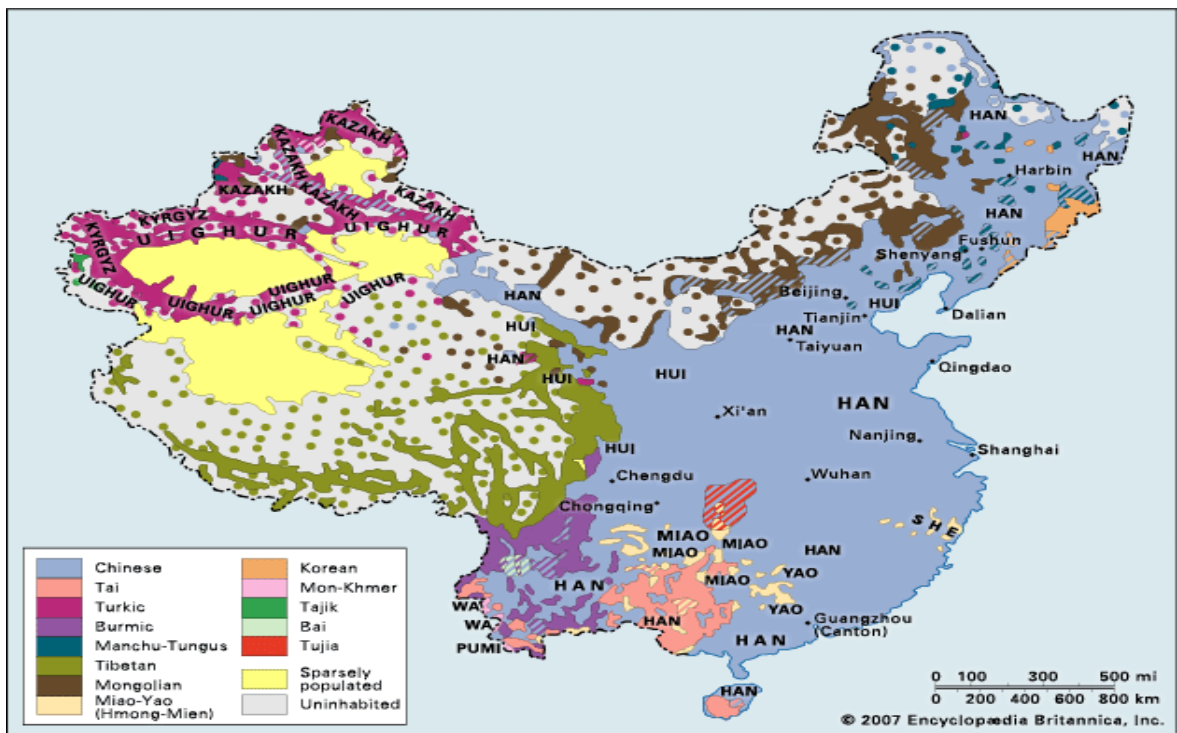 KAZAKH
KAZAKH
KAZAKH
KAZAKH
KAZAKH
KYRGYZ
KYRGYZ
UIGHUR
UIGHUR
UIGHUR
UIGHUR
UIGHUR
UIGHUR
UIGHUR
HAN
HAN
Harbin
HAN
Fushun
Shenyang
Beijing
HUI
Tianjin
Dalian
HAN
HAN
Taiyuan
HUI
HAN
HUI
HUI
Qingdao
Xi'an
HAN
Nanjing
HUI
Shanghai
Chengdu
Wuhan
Chongqing
SHE
MIAO
MIAO
MIAO
HAN
HAN
MIAO
YAO
WA
YAO
WA
HAN
Guangzhou
(Canton)
PUMI
HAN
HAN
Chinese
Tai
Turkic
Burmic
Manchu-Tungus
Tibetan
Mongolian
Miao-Yao
(Hmong-Mien)
Korean
Mon-Khmer
Tajik
Bai
Tujia
Sparsely
populated
Uninhabited
0 100 300 500 mi
0 200 400 600 800 km
© 2007 Encyclopædia Britannica, Inc.